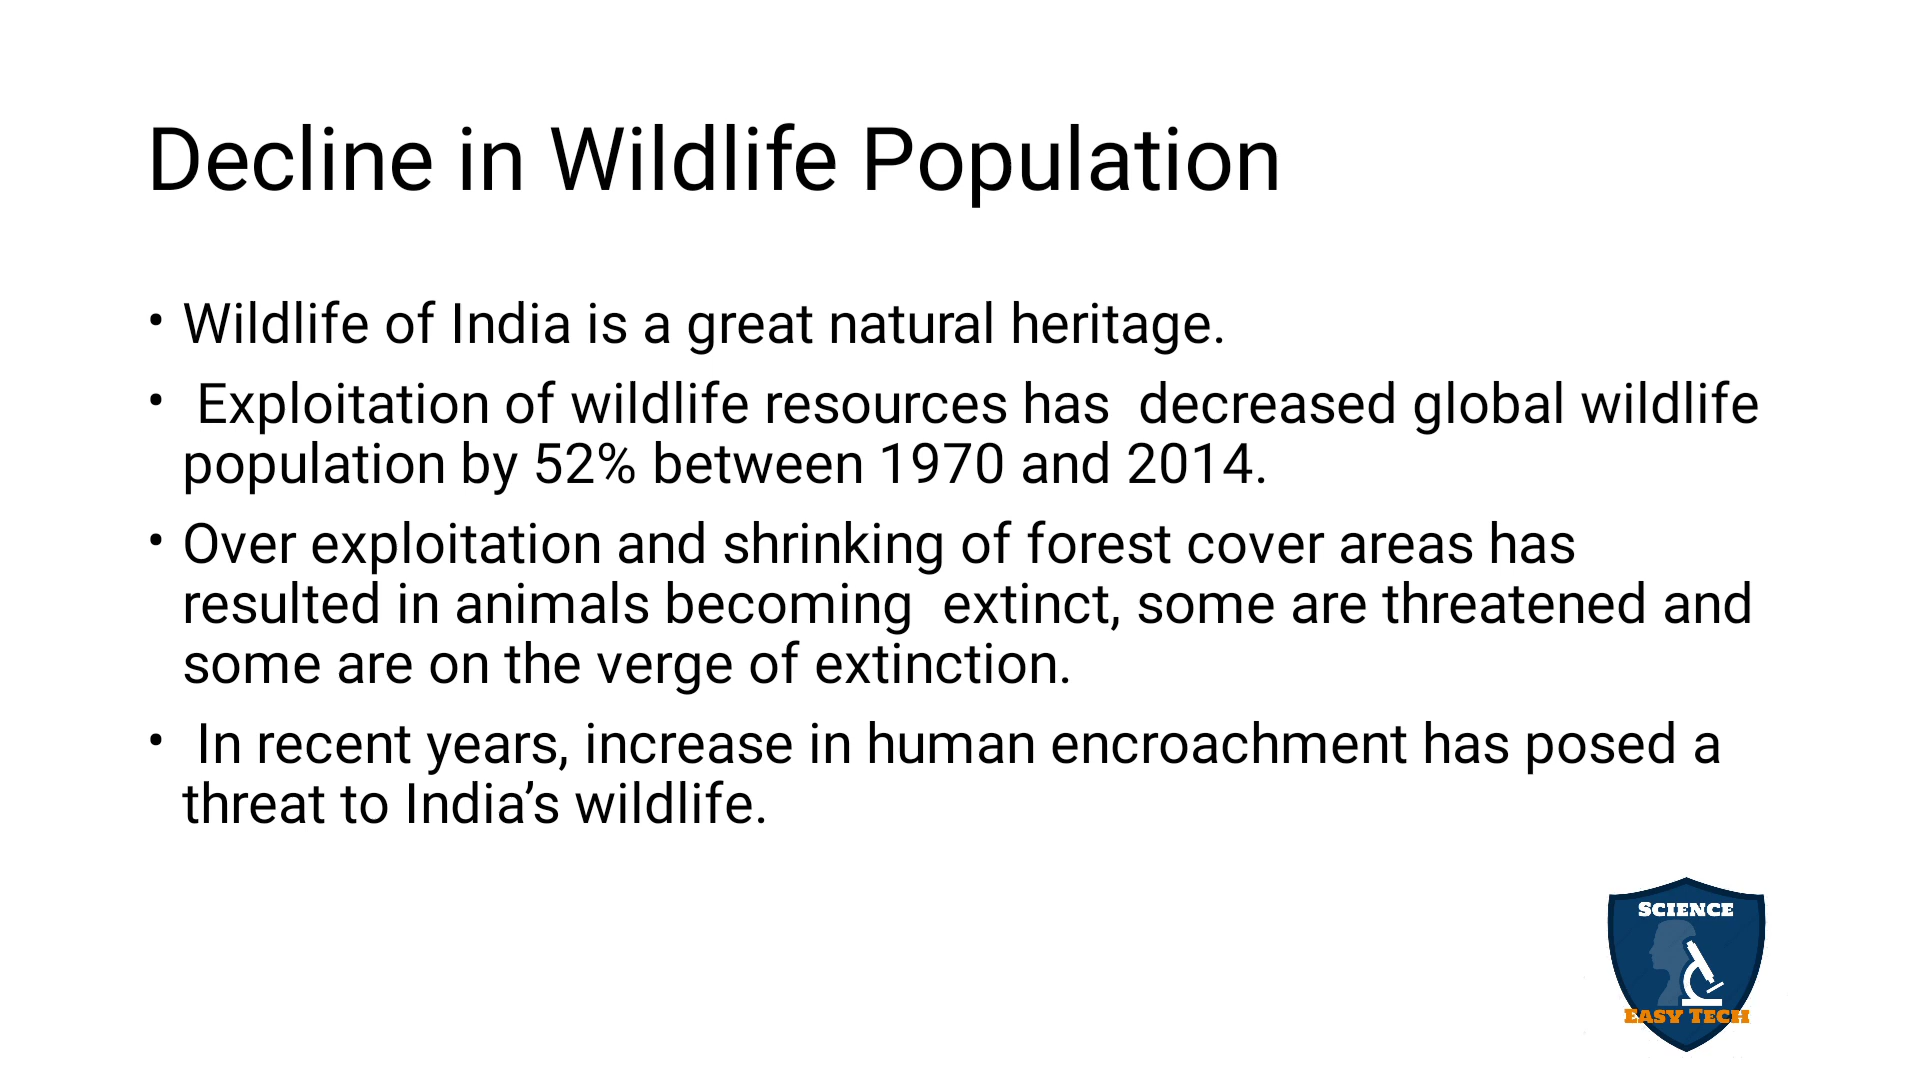 Decline in Wildlife Population
• Wildlife of India is a great natural heritage.
• Exploitation of wildlife resources has  decreased global wildlife
population by 52% between 1970 and 2014.
• Over exploitation and shrinking of forest cover areas has
resulted in animals becoming  extinct, some are threatened and
some are on the verge of extinction.
• In recent years, increase in human encroachment has posed a
threat to India’s wildlife.
SCIENCE
EASY TECH